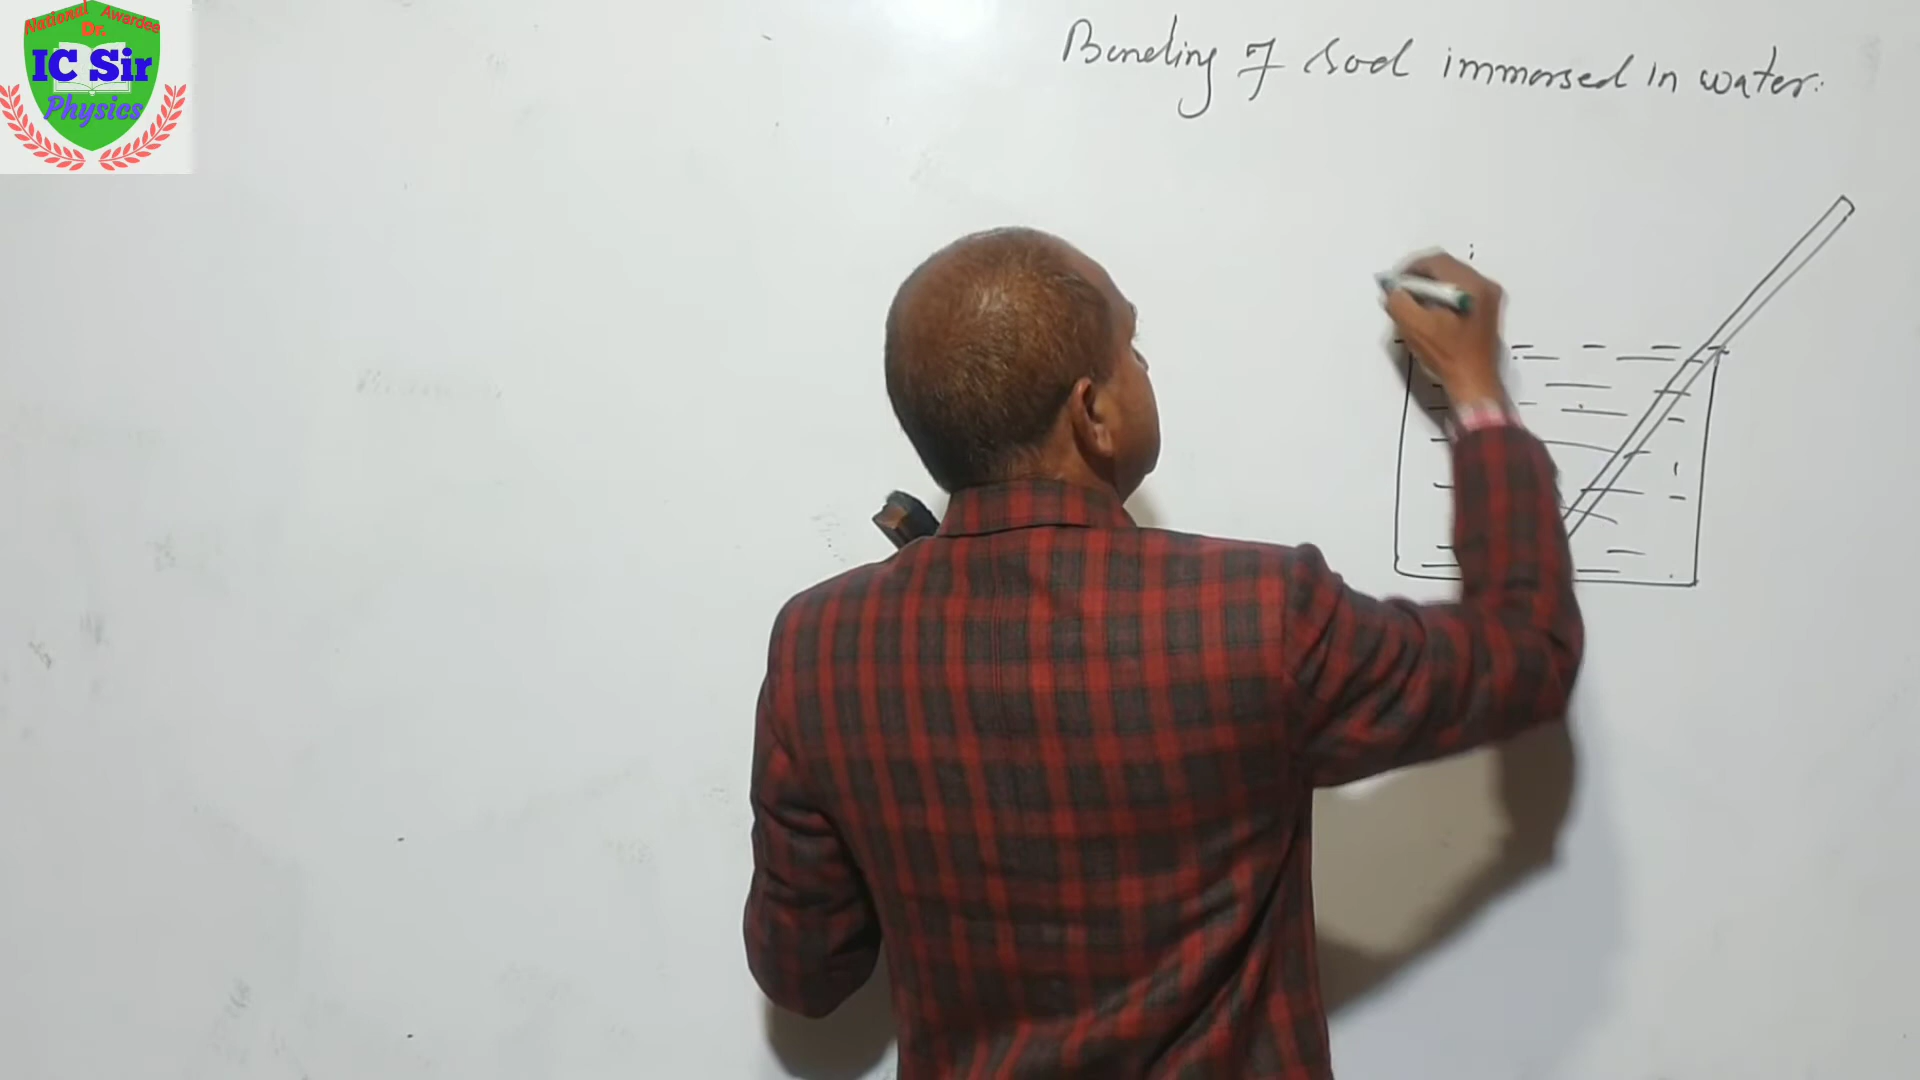 National Awardee
Dr.
IC Sir
Physics
Bending of rod immersed in water: